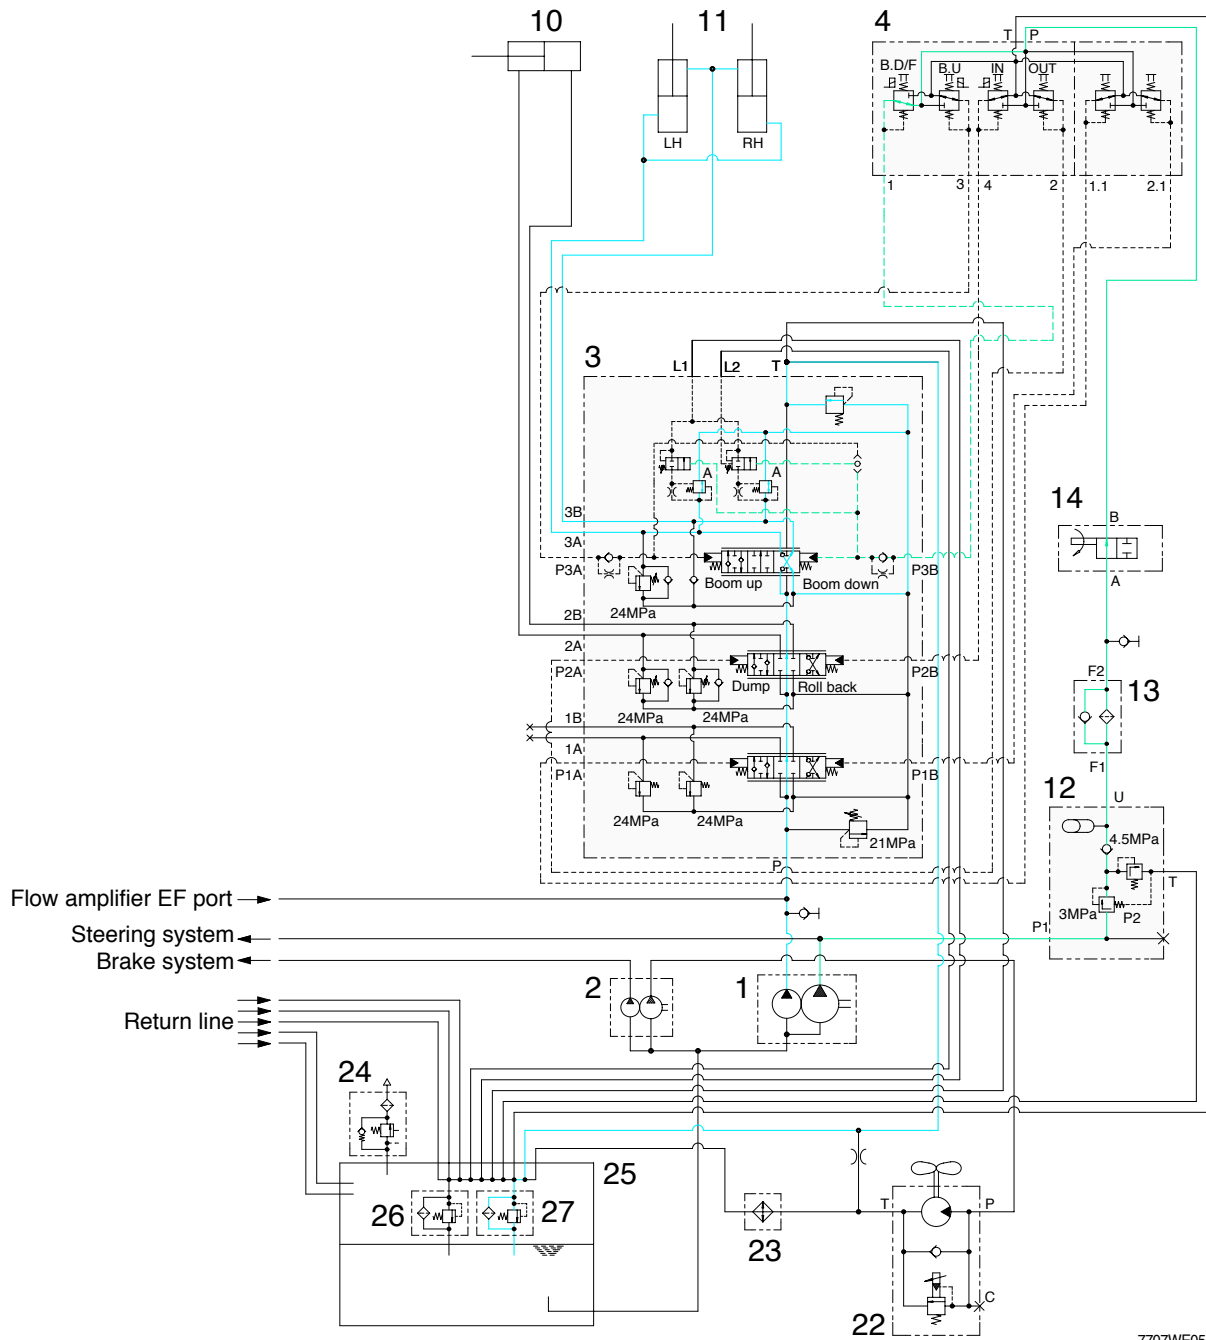 10
11
4
T P
B.D/F B.U IN OUT
LH RH
1 3 4 2 1.1 2.1
3
L1 L2 T
A A
14
B
A
3B
3A
P3A P3B
Boom up Boom down
24MPa
2B
2A
P2A P2B
Dump Roll back
24MPa 24MPa
F2
13
F1
1B
1A
P1A P1B
24MPa 24MPa
21MPa
P
12
U
4.5MPa
T
3MPa P2
P1
Flow amplifier EF port
Steering system
Brake system
2
1
Return line
24
25
26
27
23
T P
C
22
7707WE05